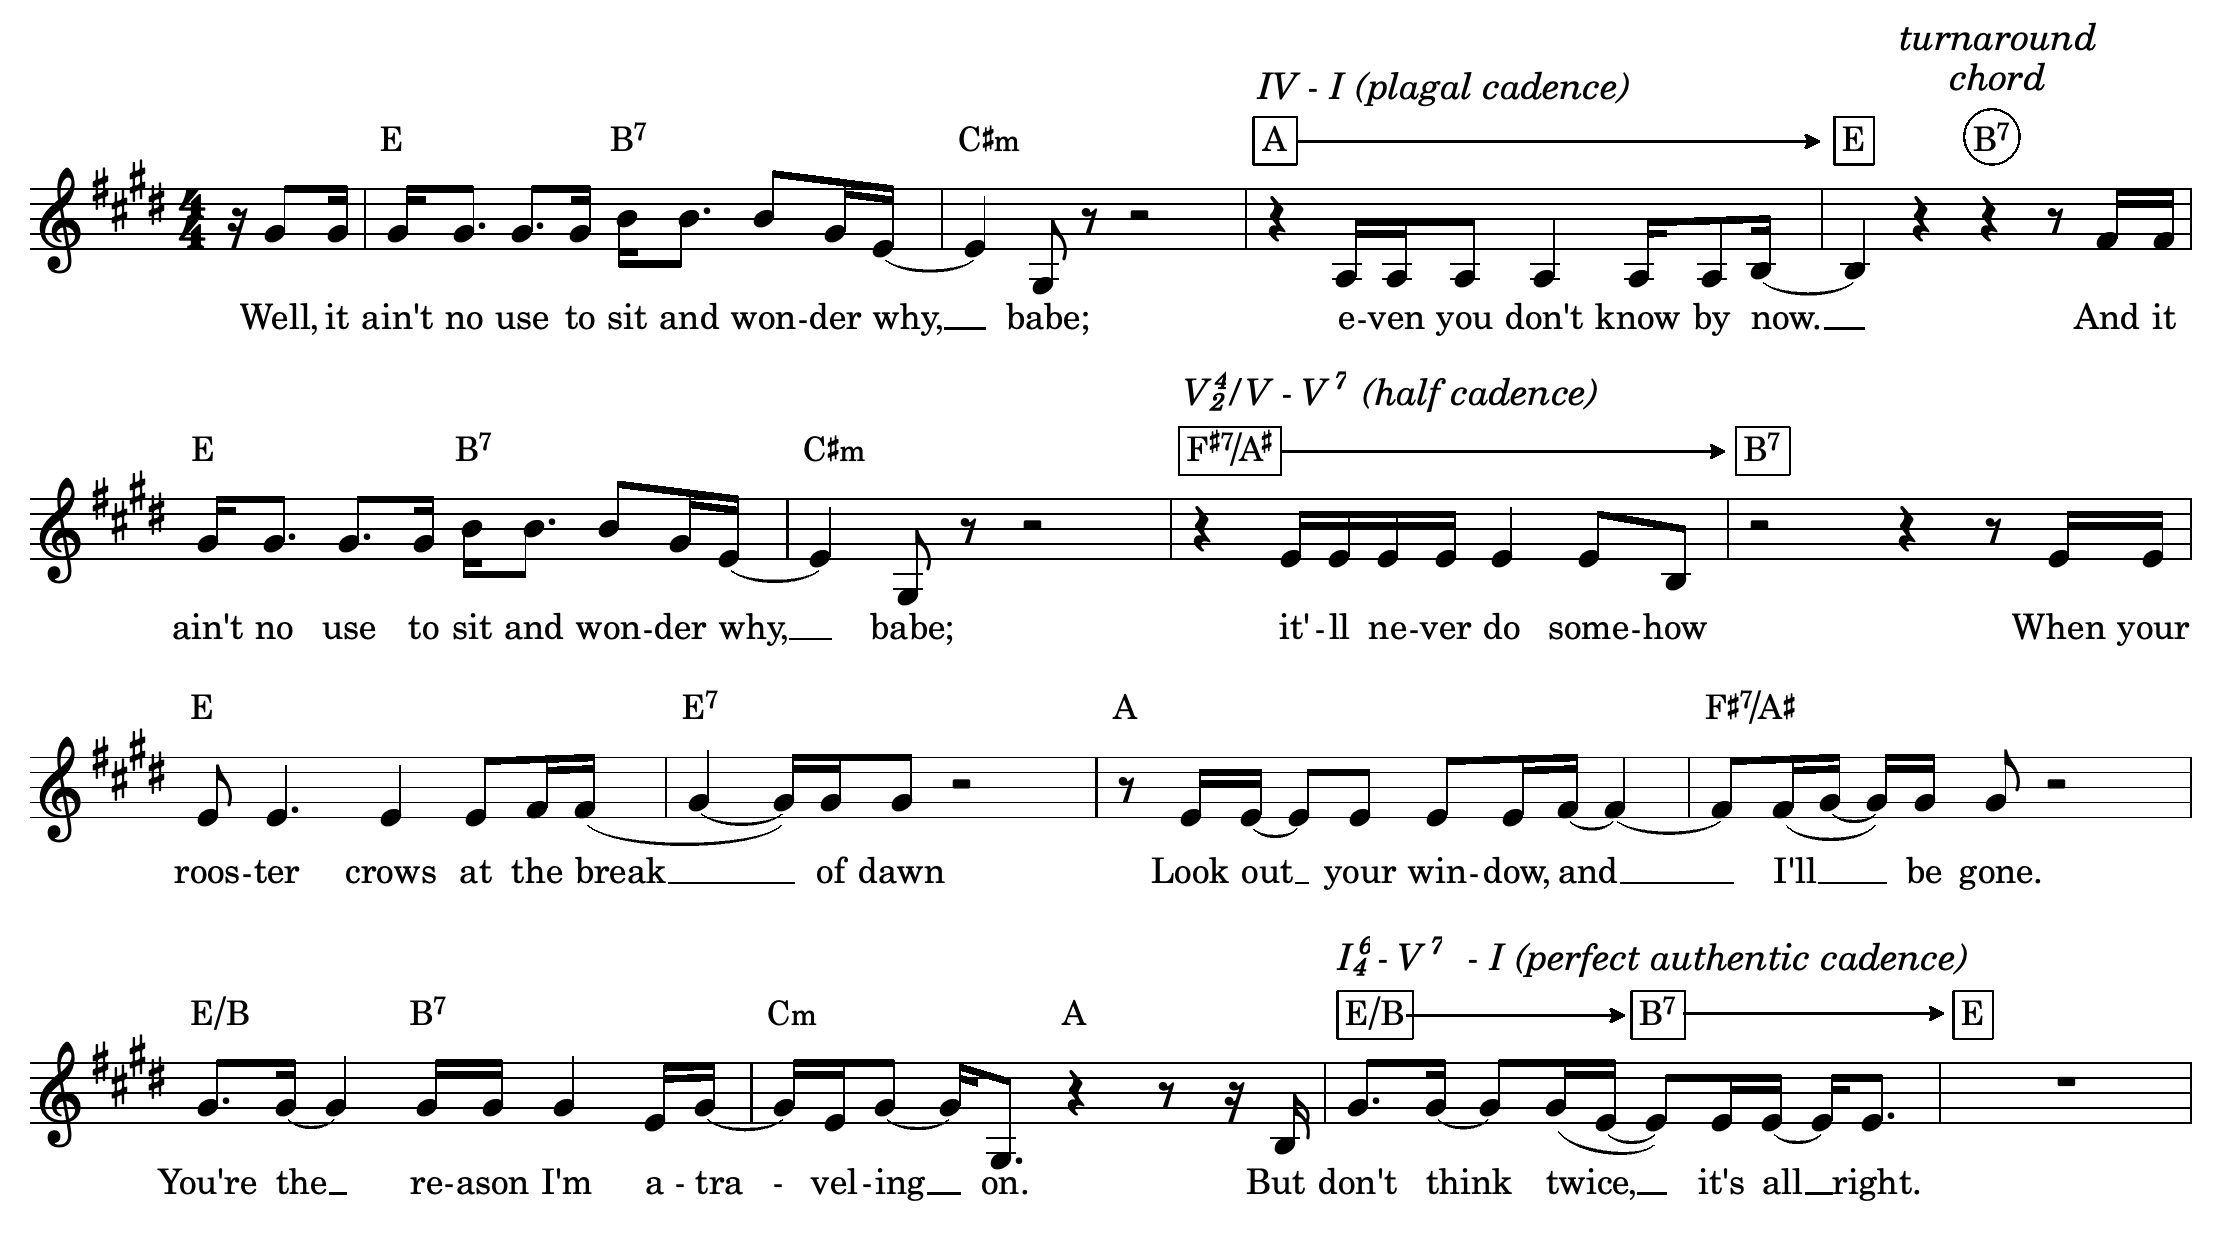 turnaround
chord
IV - I (plagal cadence)
E B7 C♯m A E B7
4/4
Well, it ain't no use to sit and won-der why, babe; e-ven you don't know by now. And it
V4/2/V - V7 (half cadence)
E B7 C♯m F♯7/A♯ B7
ain't no use to sit and won-der why, babe; it'-ll ne-ver do some-how When your
E E7 A F♯7/A♯
roos-ter crows at the break of dawn Look out your win-dow, and I'll be gone.
I6/4 - V7 - I (perfect authentic cadence)
E/B B7 Cm A E/B B7 E
You're the re-ason I'm a-tra-vel-ing on. But don't think twice, it's all right.